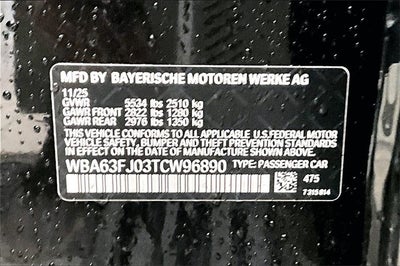 MFD BY BAYERISCHE MOTOREN WERKE AG
11/25
GVWR 5534 lbs 2510 kg
GAWR FRONT 2822 lbs 1280 kg
GAWR REAR 2976 lbs 1350 kg
THIS VEHICLE CONFORMS TO ALL APPLICABLE U.S.FEDERAL MOTOR
VEHICLE SAFETY, BUMPER AND THEFT PREVENTION STANDARDS
IN EFFECT ON THE DATE OF MANUFACTURE SHOWN ABOVE.
WBA63FJ03TCW96890 TYPE: PASSENGER CAR
475
7315614